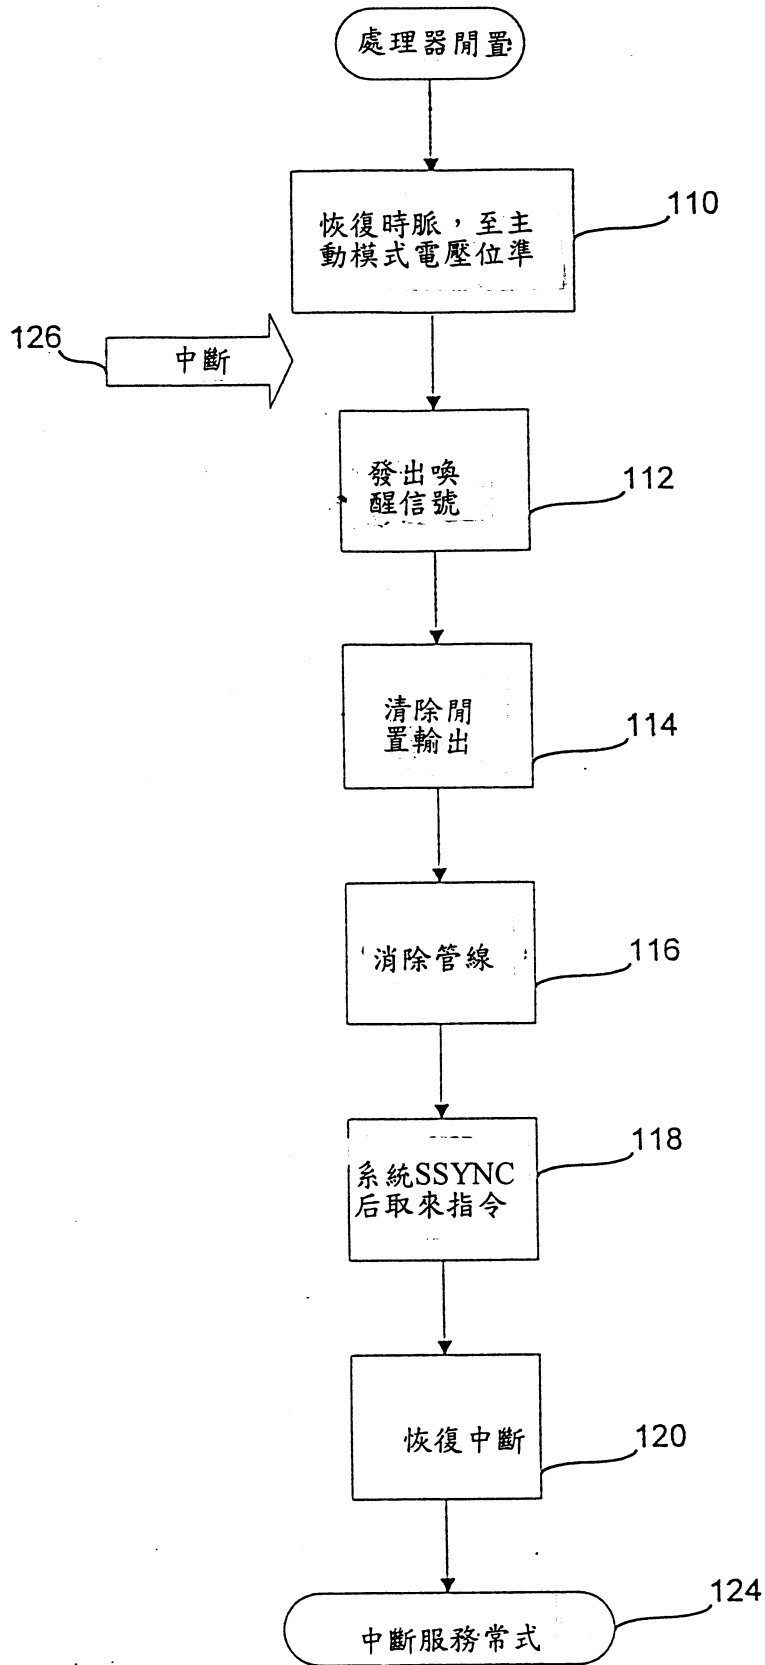 處理器閒置
恢復時脈，至主
動模式電壓位準
110
126
中斷
發出喚
醒信號
112
清除閒
置輸出
114
消除管線
116
系統SSYNC
后取來指令
118
恢復中斷
120
中斷服務常式
124